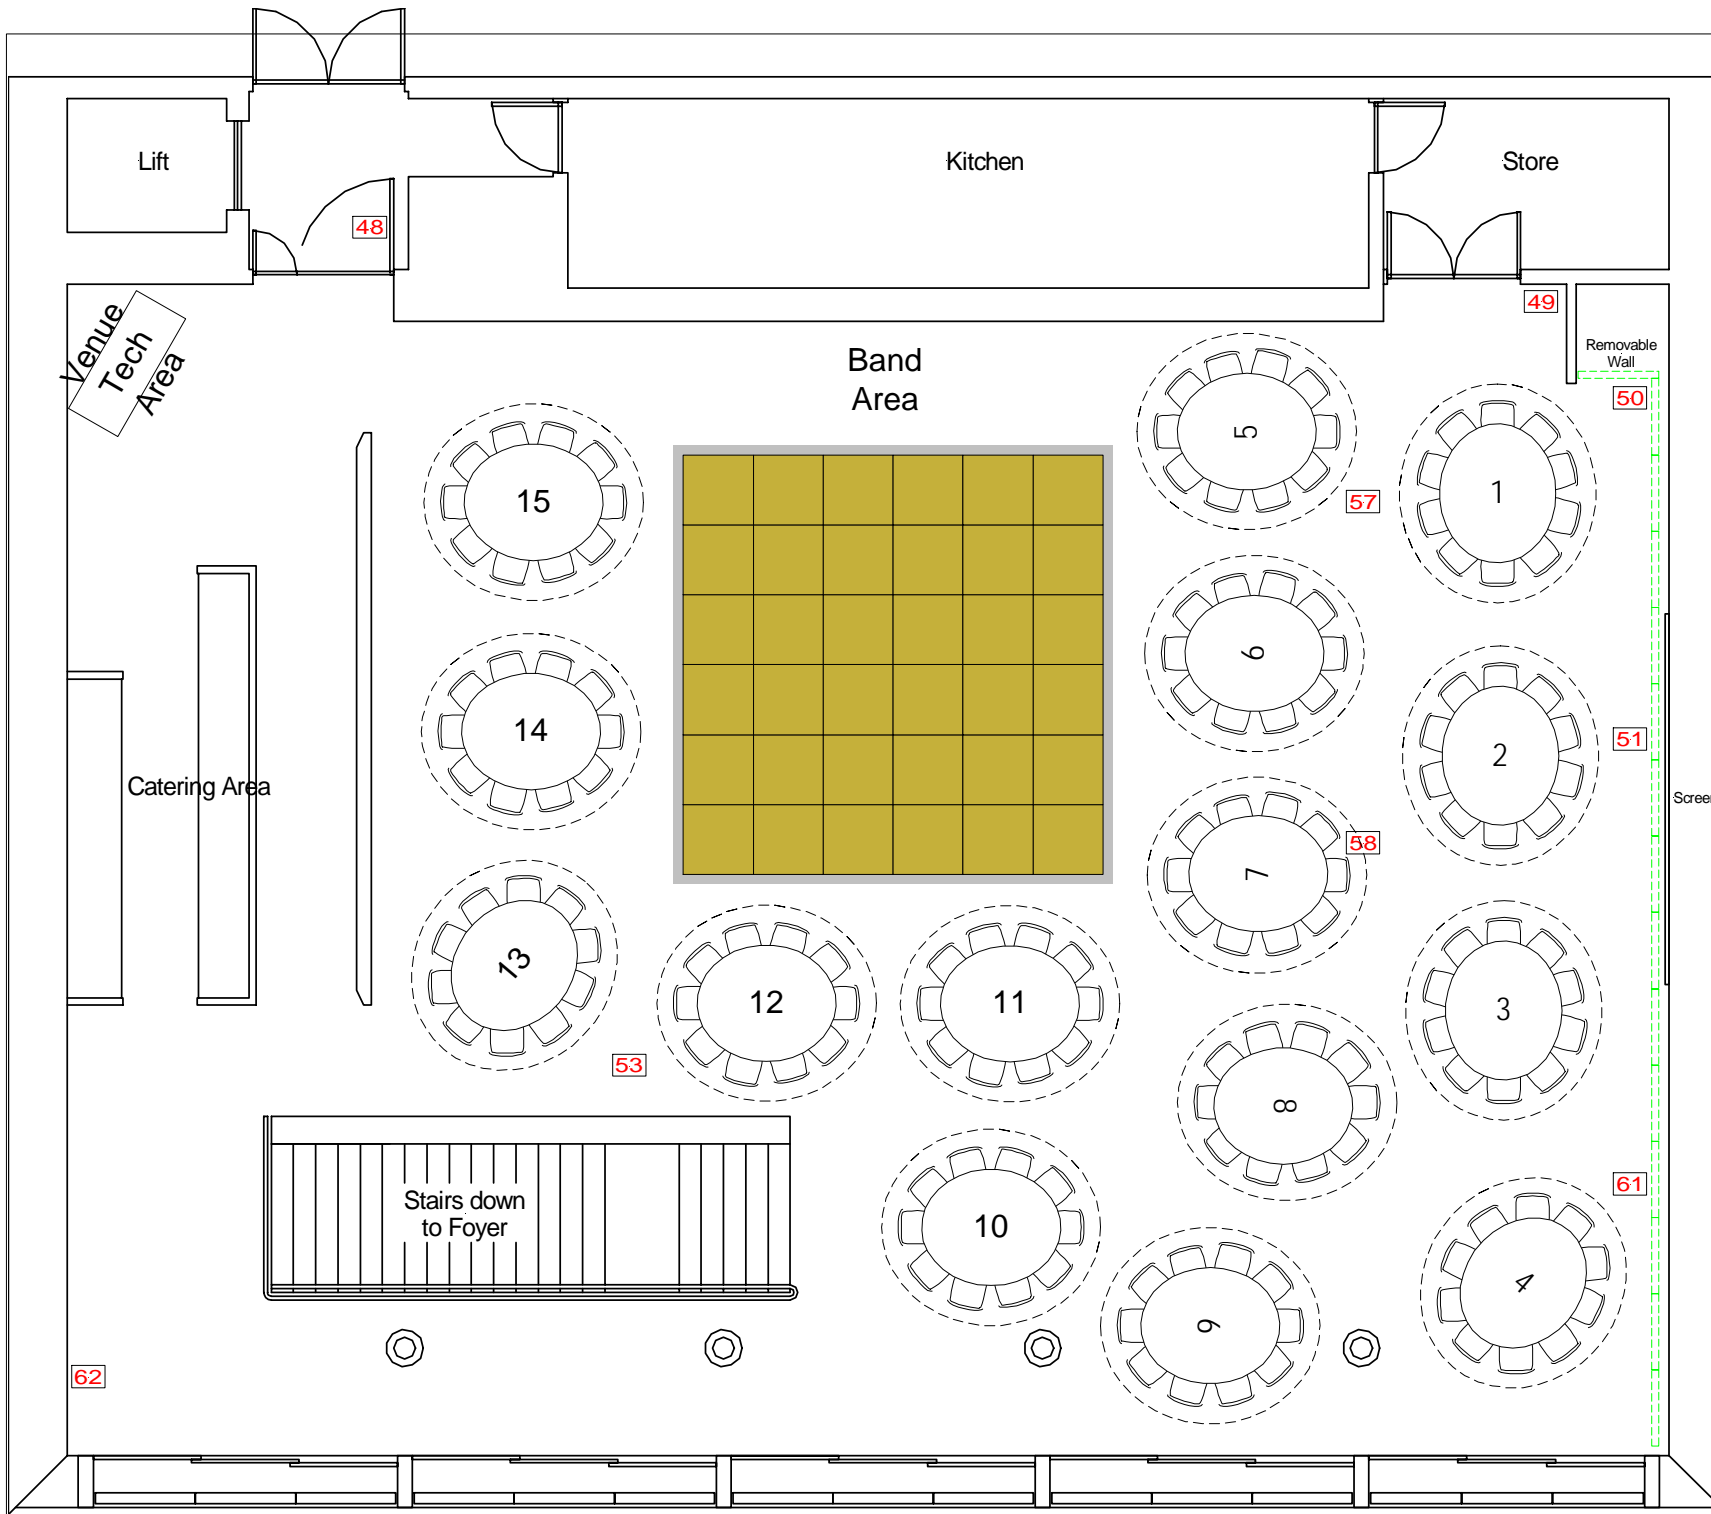 Lift
Kitchen
Store
48
49
Venue
Tech
Area
Band
Area
Removable
Wall
50
5
1
15
57
6
2
14
51
Catering Area
Screen
58
7
13
12
11
3
53
8
Stairs down
to Foyer
10
61
4
9
62